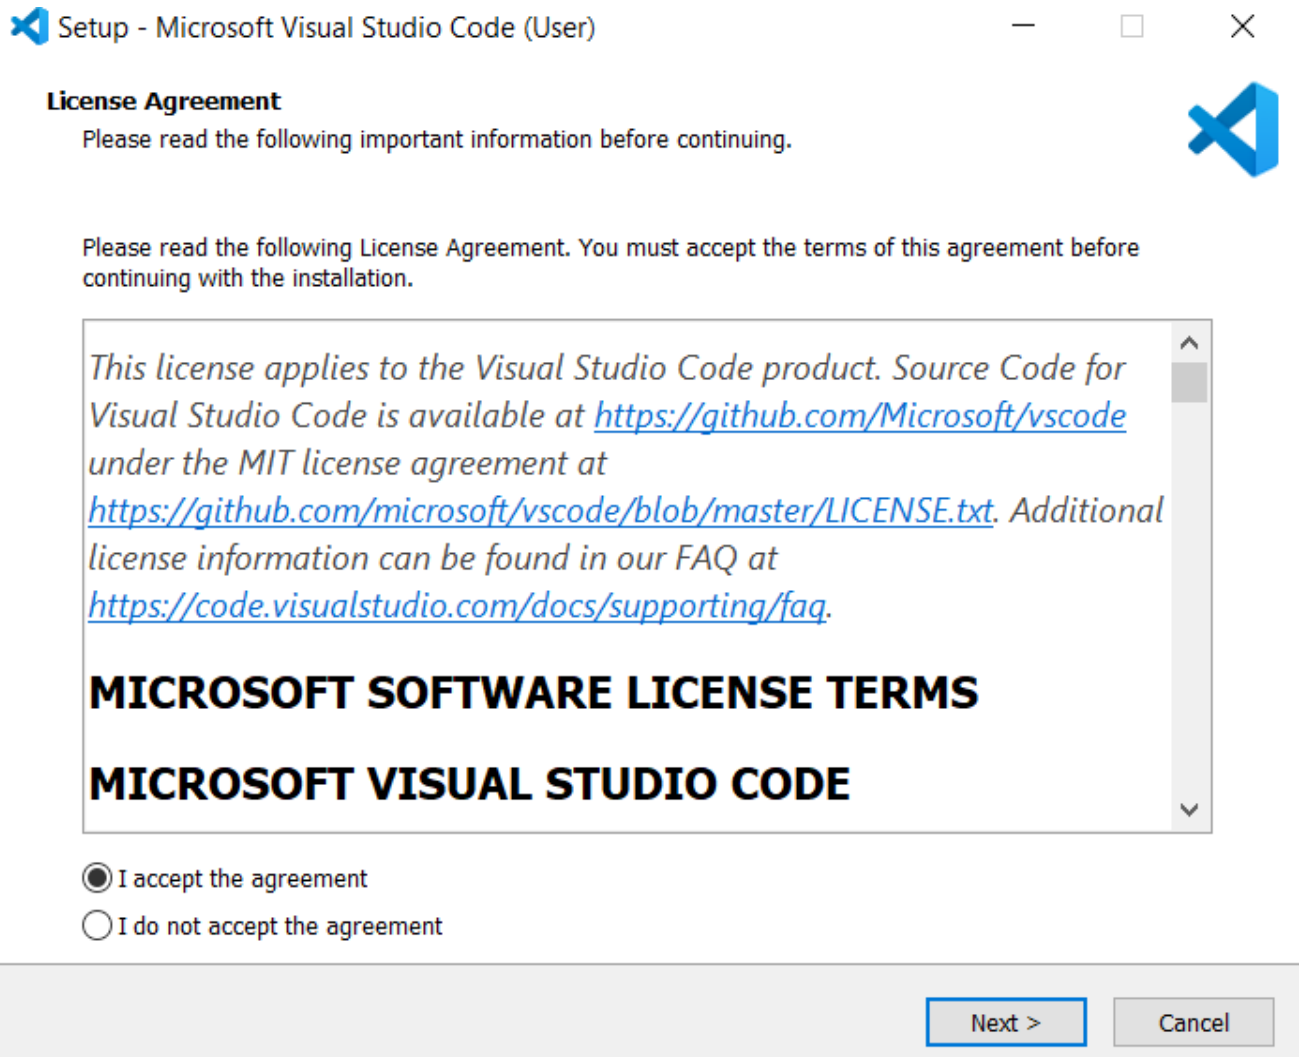 Setup - Microsoft Visual Studio Code (User)
License Agreement
Please read the following important information before continuing.
Please read the following License Agreement. You must accept the terms of this agreement before
continuing with the installation.
This license applies to the Visual Studio Code product. Source Code for
Visual Studio Code is available at https://github.com/Microsoft/vscode
under the MIT license agreement at
https://github.com/microsoft/vscode/blob/master/LICENSE.txt. Additional
license information can be found in our FAQ at
https://code.visualstudio.com/docs/supporting/faq.
MICROSOFT SOFTWARE LICENSE TERMS
MICROSOFT VISUAL STUDIO CODE
I accept the agreement
I do not accept the agreement
Next >
Cancel